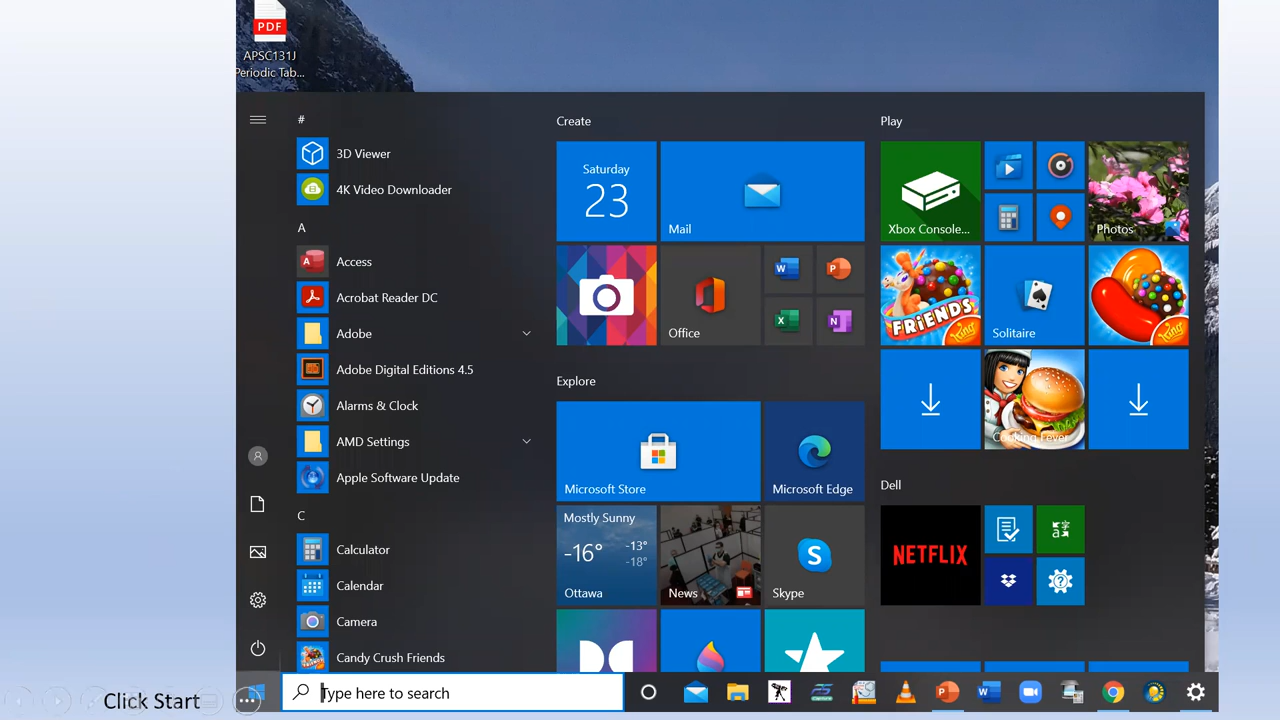 PDF
APSC131J
Periodic Tab...
#
3D Viewer
4K Video Downloader
A
Access
Acrobat Reader DC
Adobe
Adobe Digital Editions 4.5
Alarms & Clock
AMD Settings
Apple Software Update
C
Calculator
Calendar
Camera
Candy Crush Friends
Create
Saturday
23
Mail
Office
Explore
Microsoft Store
Microsoft Edge
Mostly Sunny
-16°
-13°
-18°
Ottawa
News
Skype
Play
Xbox Console...
Photos
FRiENDS
King
Solitaire
King
Cooking Fever
Dell
NETFLIX
Type here to search
Click Start